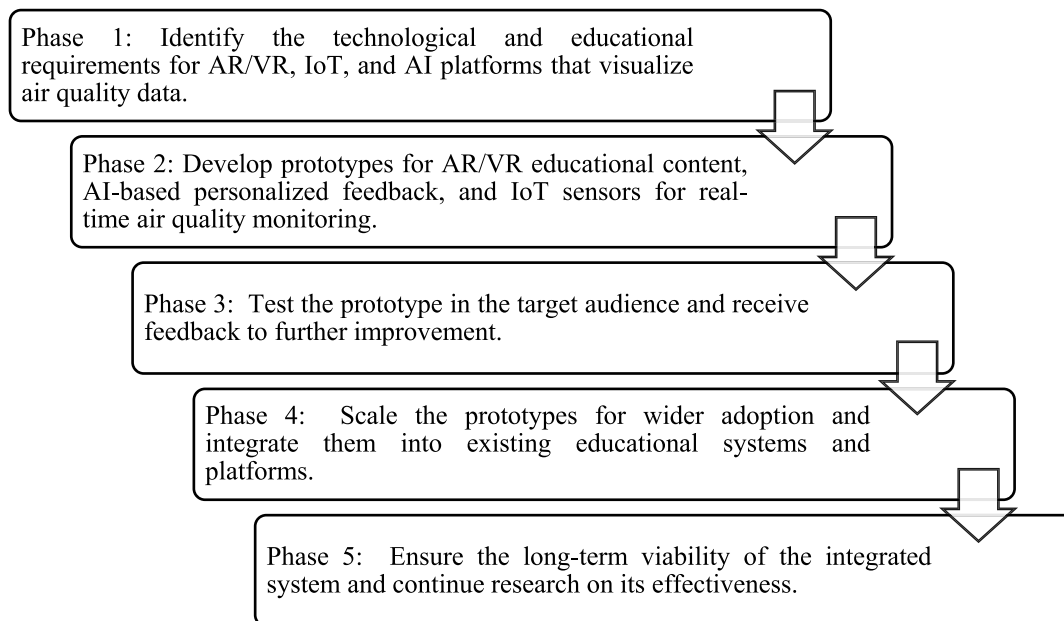 Phase 1: Identify the technological and educational
requirements for AR/VR, IoT, and AI platforms that visualize
air quality data.
Phase 2: Develop prototypes for AR/VR educational content,
AI-based personalized feedback, and IoT sensors for real-
time air quality monitoring.
Phase 3: Test the prototype in the target audience and receive
feedback to further improvement.
Phase 4: Scale the prototypes for wider adoption and
integrate them into existing educational systems and
platforms.
Phase 5: Ensure the long-term viability of the integrated
system and continue research on its effectiveness.